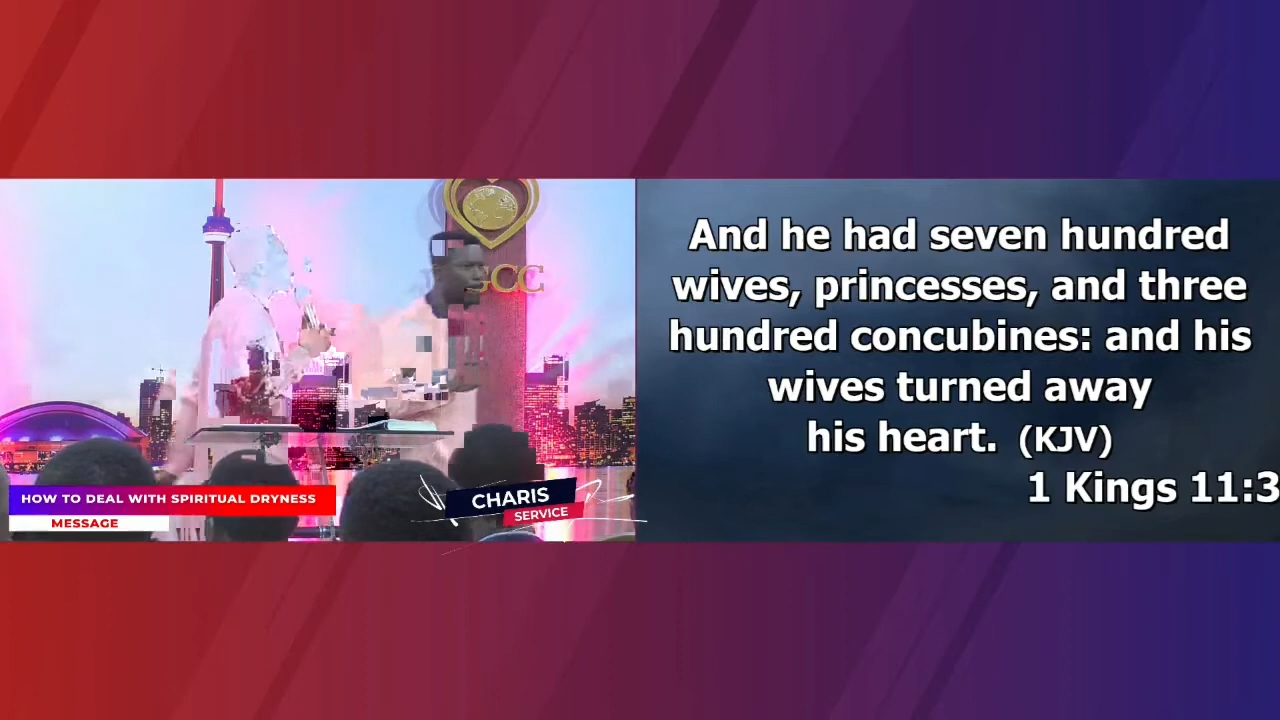 GCC
HOW TO DEAL WITH SPIRITUAL DRYNESS
MESSAGE
CHARIS
SERVICE
And he had seven hundred
wives, princesses, and three
hundred concubines: and his
wives turned away
his heart. (KJV)
1 Kings 11:3